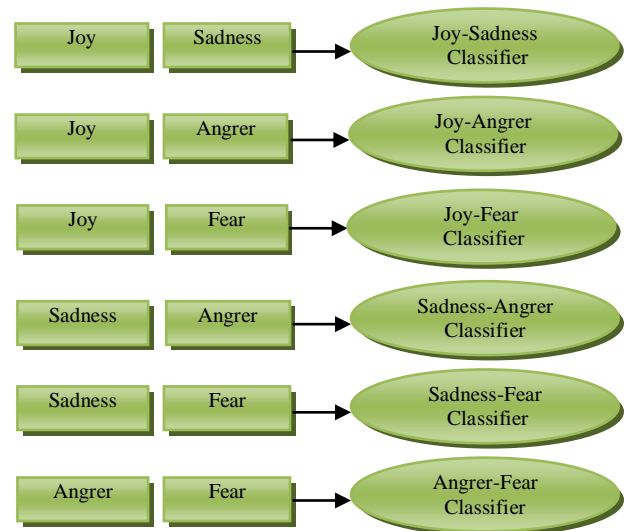 Joy Sadness Joy-Sadness
Classifier
Joy Angrer Joy-Angrer
Classifier
Joy Fear Joy-Fear
Classifier
Sadness Angrer Sadness-Angrer
Classifier
Sadness Fear Sadness-Fear
Classifier
Angrer Fear Angrer-Fear
Classifier